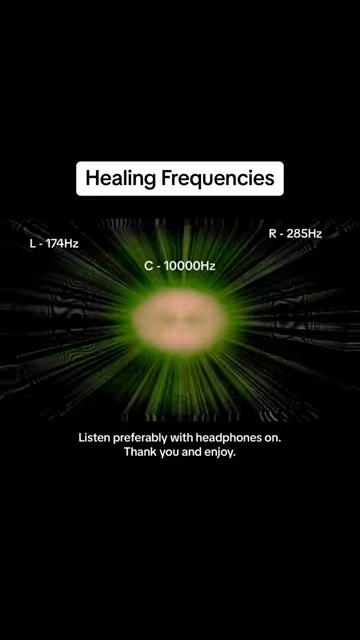 Healing Frequencies
R - 285Hz
L - 174Hz
C - 10000Hz
Listen preferably with headphones on.
Thank you and enjoy.